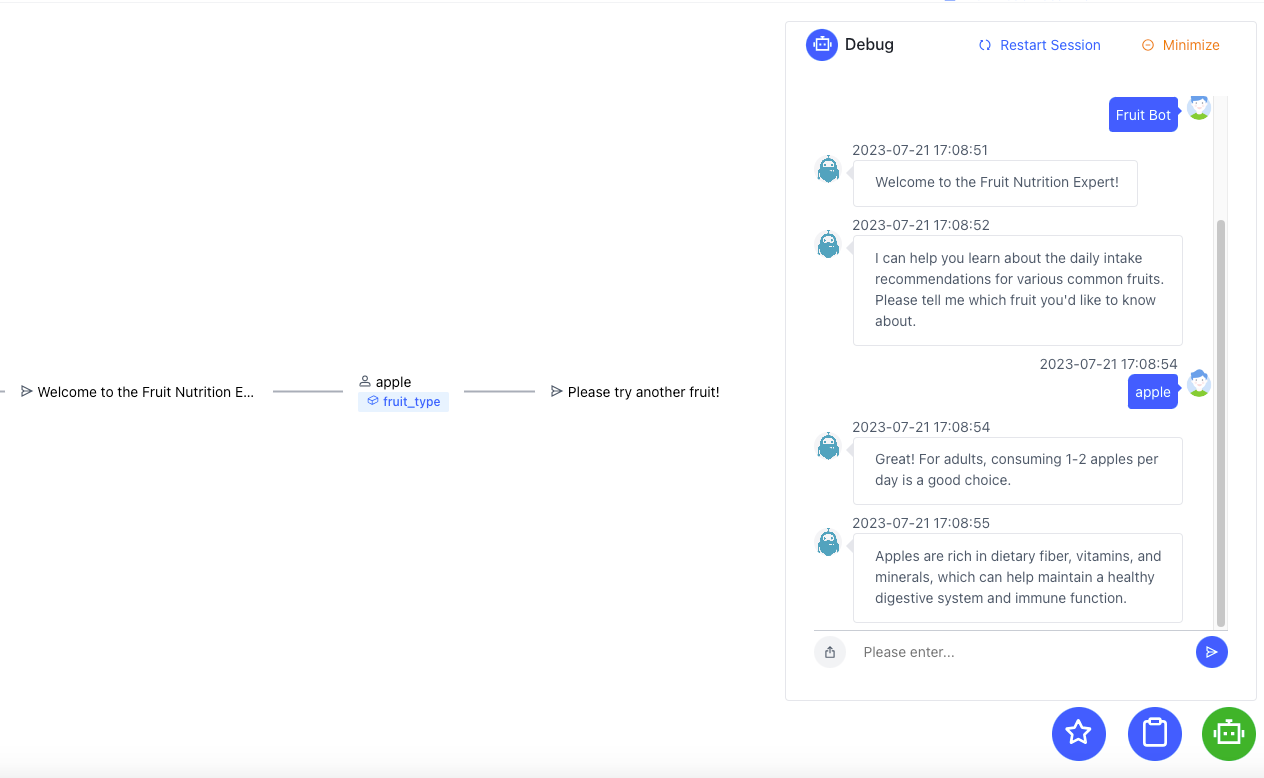 Welcome to the Fruit Nutrition E...
apple
fruit_type
Please try another fruit!
Debug
Restart Session
Minimize
Fruit Bot
2023-07-21 17:08:51
Welcome to the Fruit Nutrition Expert!
2023-07-21 17:08:52
I can help you learn about the daily intake
recommendations for various common fruits.
Please tell me which fruit you'd like to know
about.
2023-07-21 17:08:54
apple
2023-07-21 17:08:54
Great! For adults, consuming 1-2 apples per
day is a good choice.
2023-07-21 17:08:55
Apples are rich in dietary fiber, vitamins, and
minerals, which can help maintain a healthy
digestive system and immune function.
Please enter...